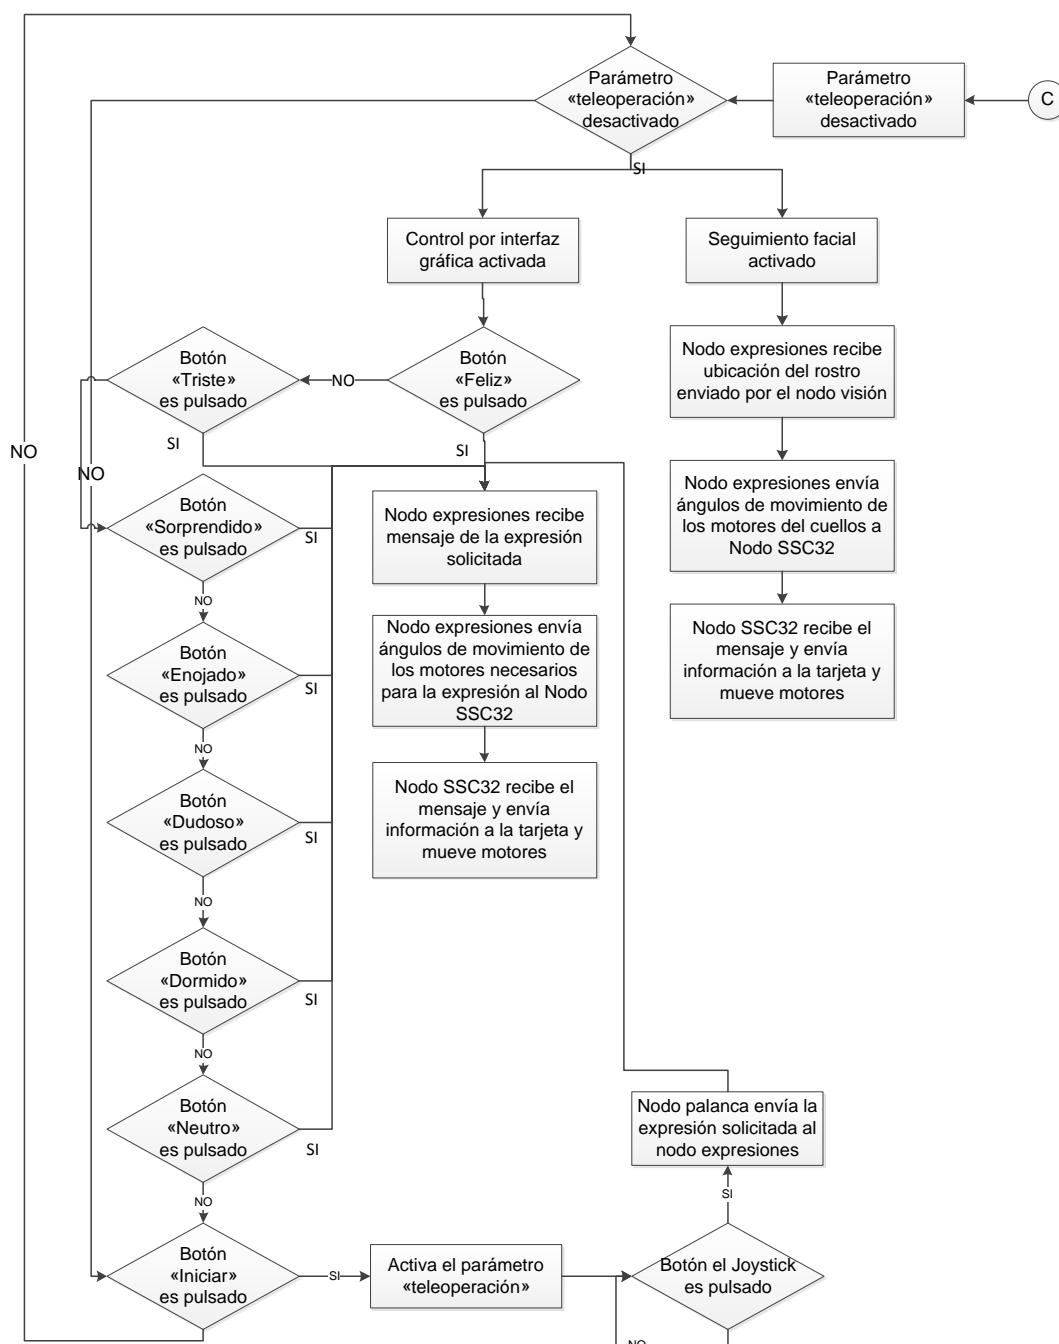 Parámetro
«teleoperación»
desactivado
Parámetro
«teleoperación»
desactivado
C
SI
Control por interfaz
gráfica activada
Seguimiento facial
activado
Botón
«Triste»
es pulsado
NO
Botón
«Feliz»
es pulsado
Nodo expresiones recibe
ubicación del rostro
enviado por el nodo visión
NO
SI
SI
NO
Botón
«Sorprendido»
es pulsado
SI
Nodo expresiones recibe
mensaje de la expresión
solicitada
Nodo expresiones envía
ángulos de movimiento de
los motores del cuellos a
Nodo SSC32
NO
Botón
«Enojado»
es pulsado
SI
Nodo expresiones envía
ángulos de movimiento de
los motores necesarios
para la expresión al Nodo
SSC32
Nodo SSC32 recibe el
mensaje y envía
información a la tarjeta y
mueve motores
NO
Botón
«Dudoso»
es pulsado
SI
Nodo SSC32 recibe el
mensaje y envía
información a la tarjeta y
mueve motores
NO
Botón
«Dormido»
es pulsado
SI
NO
Botón
«Neutro»
es pulsado
SI
Nodo palanca envía la
expresión solicitada al
nodo expresiones
NO
SI
Botón
«Iniciar»
es pulsado
SI
Activa el parámetro
«teleoperación»
Botón el Joystick
es pulsado
NO